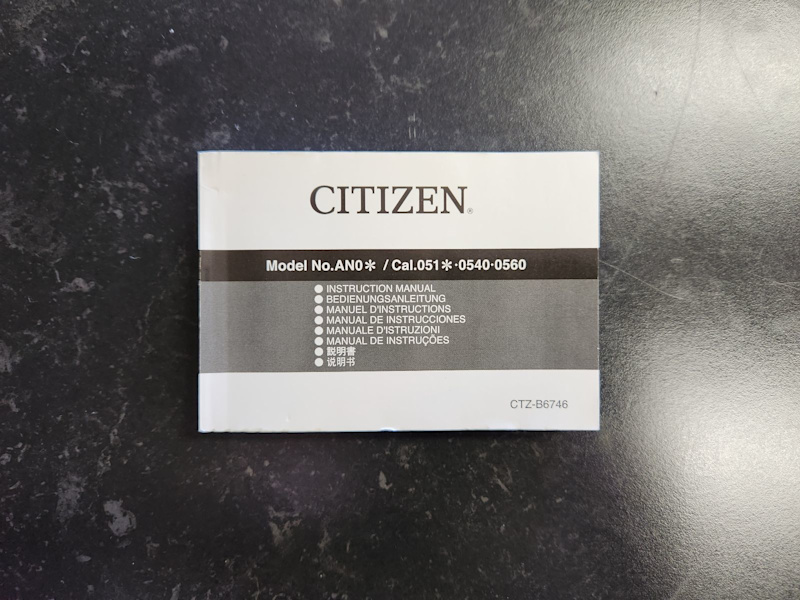 CITIZEN®
Model No.AN0＊ / Cal.051＊·0540·0560
● INSTRUCTION MANUAL
● BEDIENUNGSANLEITUNG
● MANUEL D'INSTRUCTIONS
● MANUAL DE INSTRUCCIONES
● MANUALE D'ISTRUZIONI
● MANUAL DE INSTRUÇÕES
● 説明書
● 说明书
CTZ-B6746